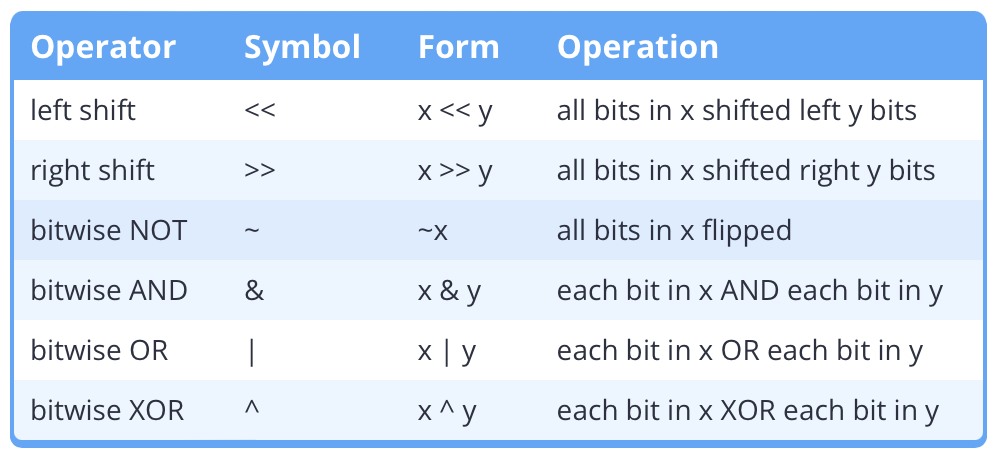 Operator Symbol Form Operation
left shift << x << y all bits in x shifted left y bits
right shift >> x >> y all bits in x shifted right y bits
bitwise NOT ~ ~x all bits in x flipped
bitwise AND & x & y each bit in x AND each bit in y
bitwise OR | x | y each bit in x OR each bit in y
bitwise XOR ^ x ^ y each bit in x XOR each bit in y